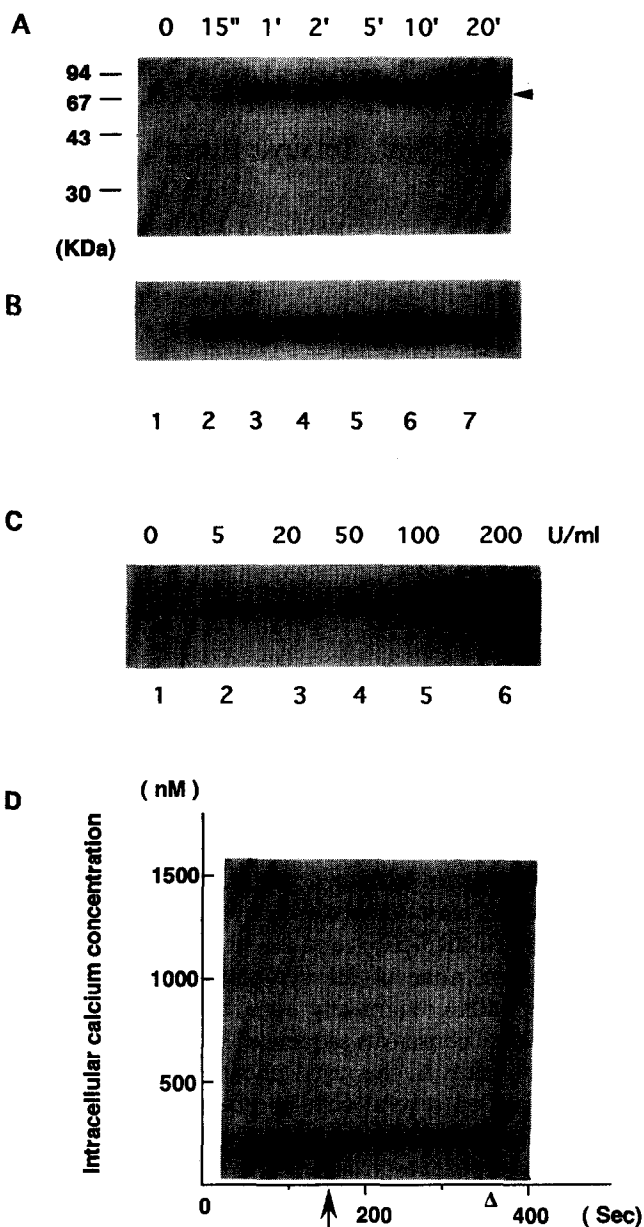 A
0 15" 1' 2' 5' 10' 20'
94
67
43
30
(KDa)
B
1 2 3 4 5 6 7
C
0 5 20 50 100 200 U/ml
1 2 3 4 5 6
D
( nM )
Intracellular calcium concentration
1500
1000
500
0 200 Δ 400 ( Sec)